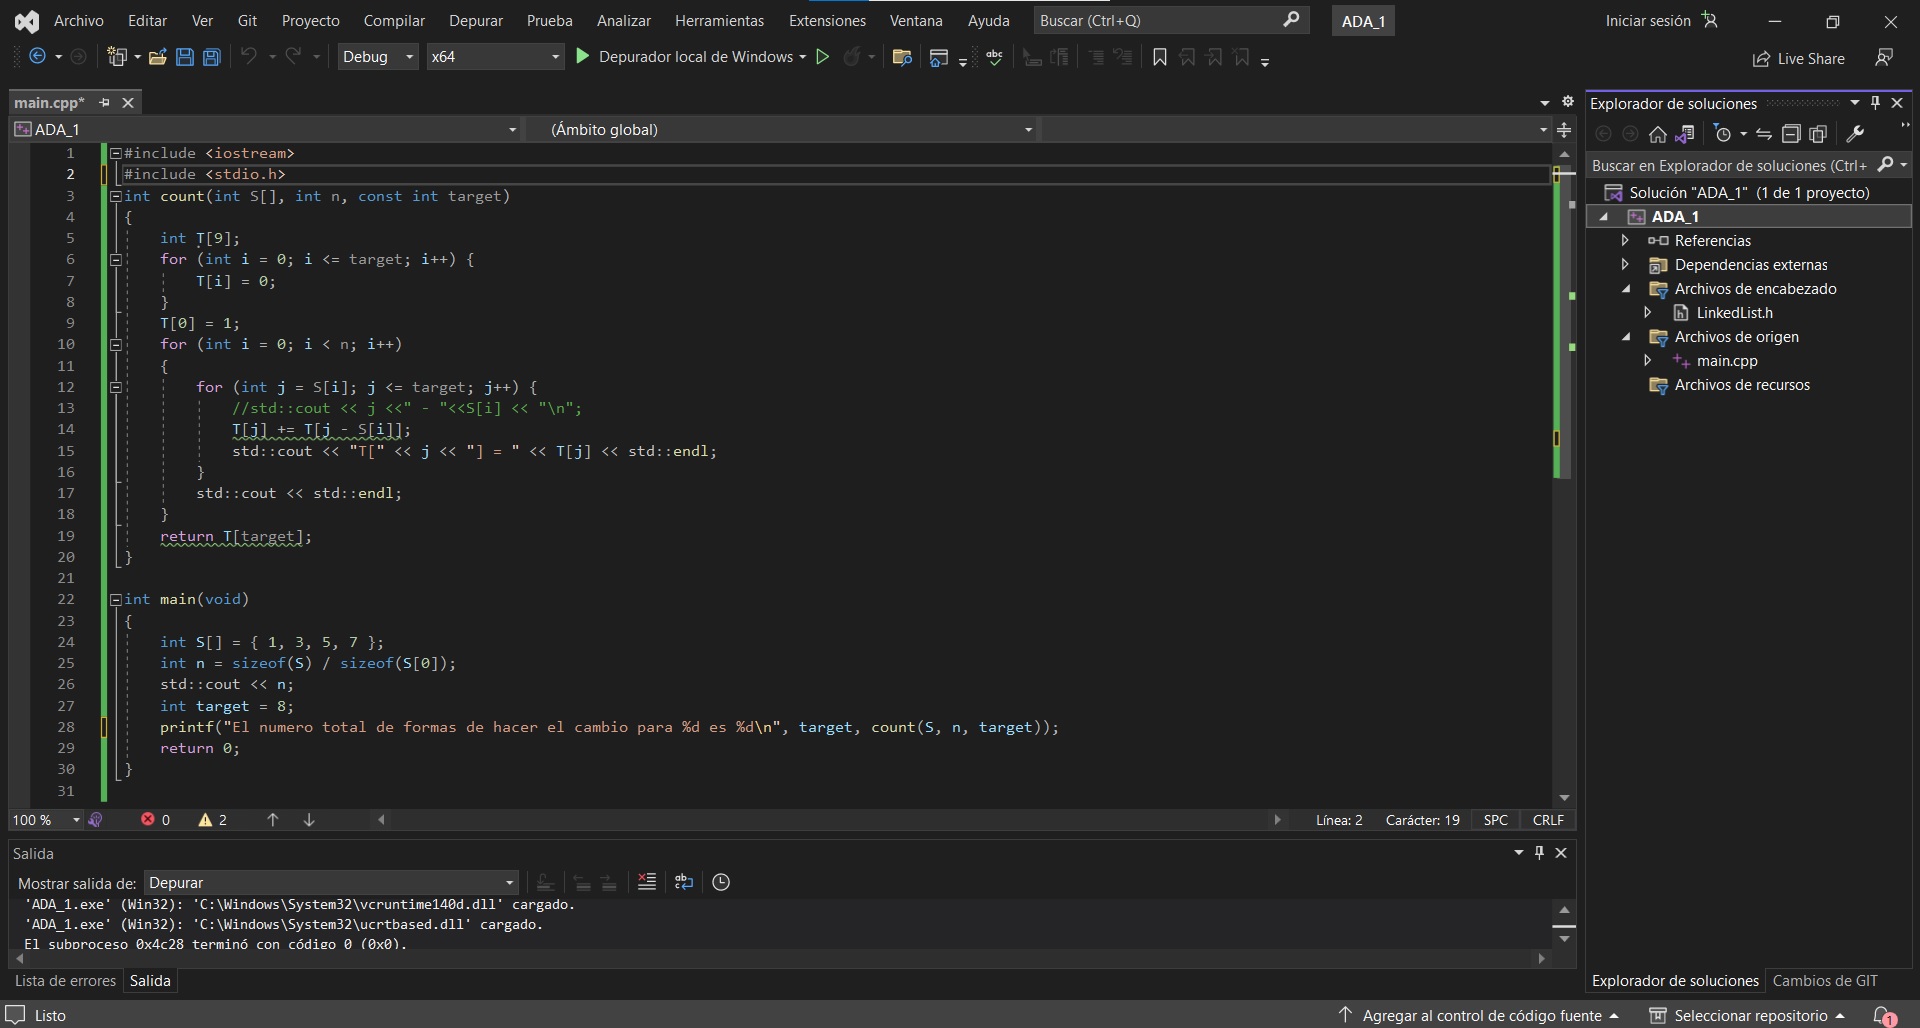 Archivo Editar Ver Git Proyecto Compilar Depurar Prueba Analizar Herramientas Extensiones Ventana Ayuda Buscar (Ctrl+Q) ADA_1 Iniciar sesión
Debug x64 Depurador local de Windows Live Share
main.cpp*
ADA_1 (Ámbito global)
1 #include <iostream>
2 #include <stdio.h>
3 int count(int S[], int n, const int target)
4 {
5 int T[9];
6 for (int i = 0; i <= target; i++) {
7 T[i] = 0;
8 }
9 T[0] = 1;
10 for (int i = 0; i < n; i++)
11 {
12 for (int j = S[i]; j <= target; j++) {
13 //std::cout << j <<" - "<<S[i] << "\n";
14 T[j] += T[j - S[i]];
15 std::cout << "T[" << j << "] = " << T[j] << std::endl;
16 }
17 std::cout << std::endl;
18 }
19 return T[target];
20 }
21
22 int main(void)
23 {
24 int S[] = { 1, 3, 5, 7 };
25 int n = sizeof(S) / sizeof(S[0]);
26 std::cout << n;
27 int target = 8;
28 printf("El numero total de formas de hacer el cambio para %d es %d\n", target, count(S, n, target));
29 return 0;
30 }
31
100 % 0 2 Línea: 2 Carácter: 19 SPC CRLF
Salida
Mostrar salida de: Depurar
'ADA_1.exe' (Win32): 'C:\Windows\System32\vcruntime140d.dll' cargado.
'ADA_1.exe' (Win32): 'C:\Windows\System32\ucrtbased.dll' cargado.
El subproceso 0x4c28 terminó con código 0 (0x0).
Lista de errores Salida
Explorador de soluciones
Buscar en Explorador de soluciones (Ctrl+
Solución "ADA_1" (1 de 1 proyecto)
ADA_1
Referencias
Dependencias externas
Archivos de encabezado
LinkedList.h
Archivos de origen
main.cpp
Archivos de recursos
Explorador de soluciones Cambios de GIT
Listo Agregar al control de código fuente Seleccionar repositorio 1